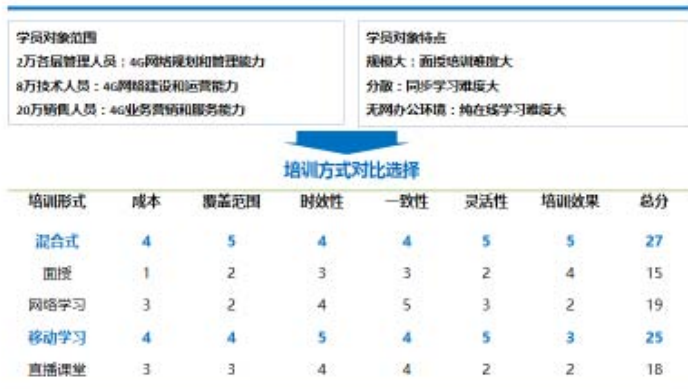 学员对象范围
2万各层管理人员：4G网络规划和管理能力
8万技术人员：4G网络建设和运营能力
20万销售人员：4G业务营销和服务能力
学员对象特点
规模大：面授培训难度大
分散：同步学习难度大
无网办公环境：纯在线学习难度大
培训方式对比选择
培训形式 成本 覆盖范围 时效性 一致性 灵活性 培训效果 总分
混合式 4 5 4 4 5 5 27
面授 1 2 3 3 2 4 15
网络学习 3 2 4 5 3 2 19
移动学习 4 4 5 4 5 3 25
直播课堂 3 3 4 4 2 2 18